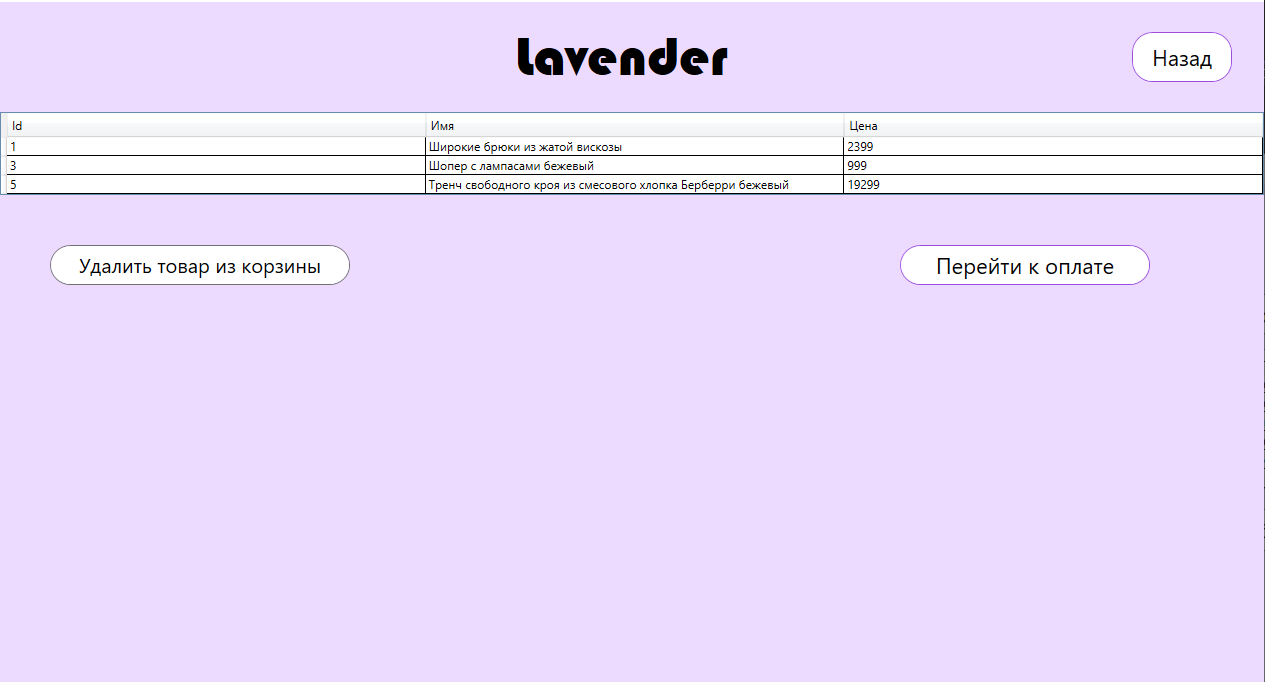 Lavender
Назад
Id Имя Цена
1 Широкие брюки из жатой вискозы 2399
3 Шопер с лампасами бежевый 999
5 Тренч свободного кроя из смесового хлопка Берберри бежевый 19299
Удалить товар из корзины
Перейти к оплате